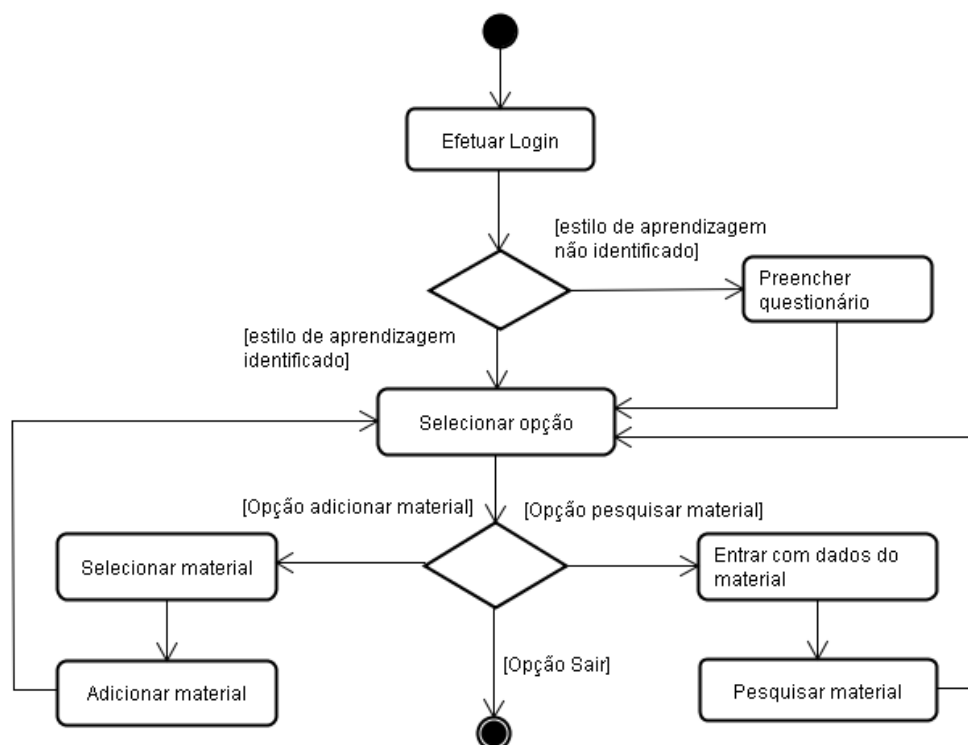 Efetuar Login
[estilo de aprendizagem
não identificado]
Preencher
questionário
[estilo de aprendizagem
identificado]
Selecionar opção
[Opção adicionar material]
[Opção pesquisar material]
Selecionar material
Entrar com dados do
material
[Opção Sair]
Adicionar material
Pesquisar material